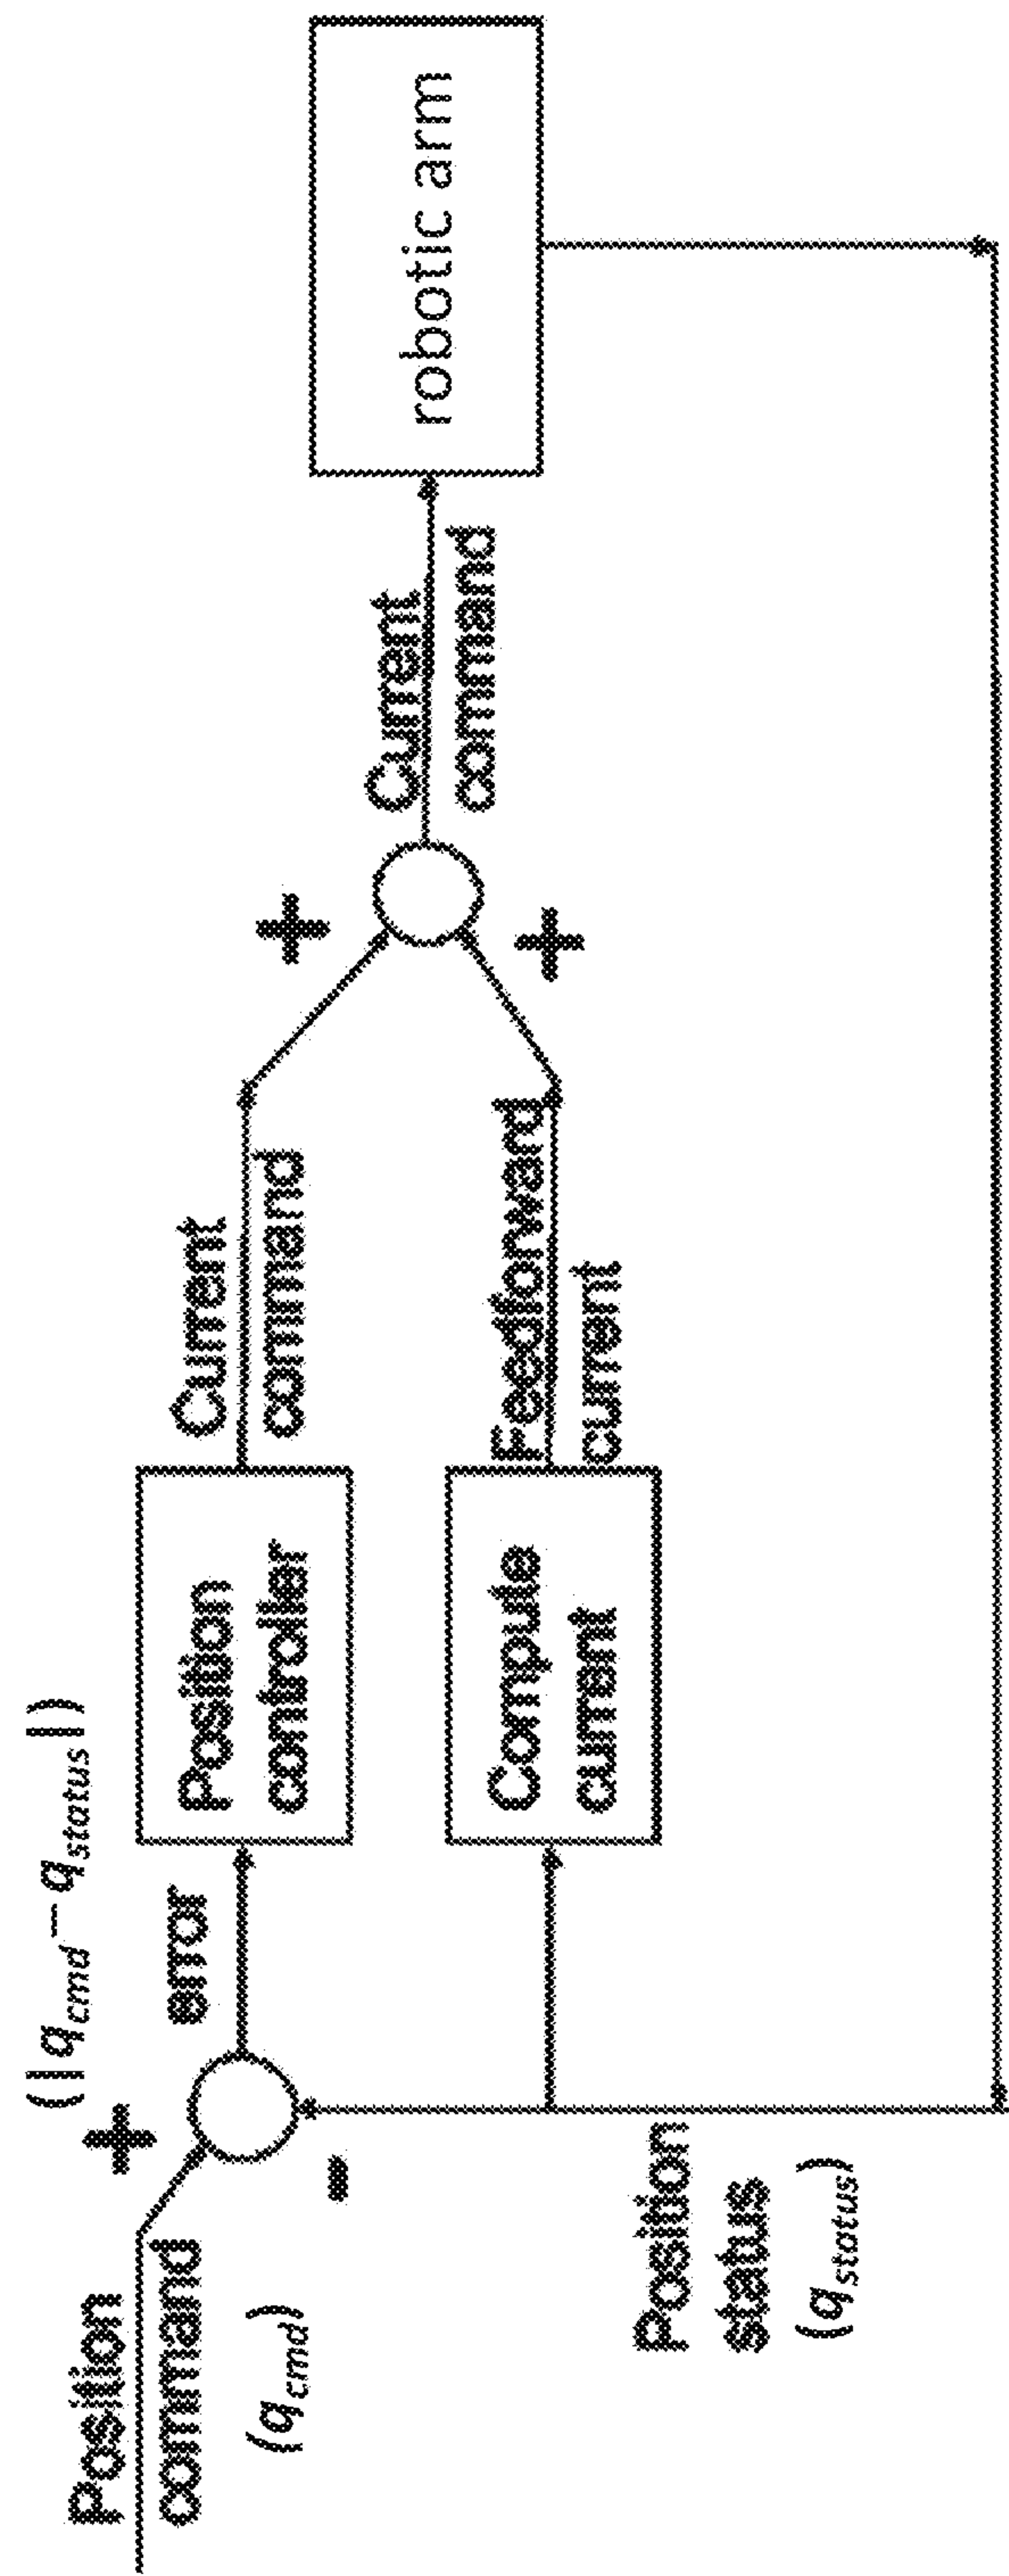 Position
command
(q_cmd)
+
-
(|q_cmd − q_status|)
error
Position
status
(q_status)
Position
controller
Compute
current
Current
command
Feedforward
current
+
+
Current
command
robotic arm